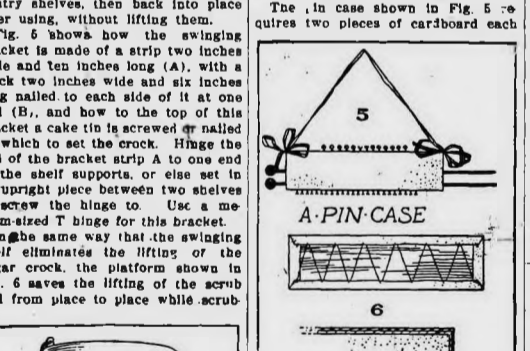 try shelves, then back into place
er using, without lifting them.
ig. 5 shows how the swinging
cket is made of a strip two inches
e and ten inches long (A), with a
ck two inches wide and six inches
g nailed to each side of it at one
(B,, and how to the top of this
cket a cake tin is screwed or nailed
which to set the crock. Hinge the
of the bracket strip A to one end
the shelf supports, or else set in
upright piece between two shelves
screw the hinge to. Use a me-
m-sized T hinge for this bracket.
the same way that the swinging
lf eliminates the lifting of the
ar crock, the platform shown in
. 6 saves the lifting of the scrub
l from place to place while scrub-
The in case shown in Fig. 5 re
quires two pieces of cardboard each
5
A·PIN·CASE
6